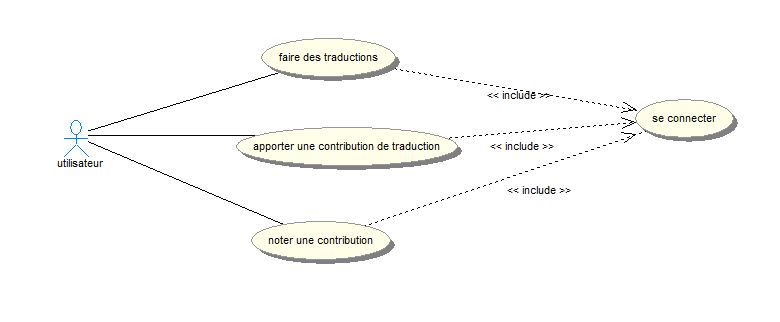 faire des traductions
<< include >>
se connecter
utilisateur
apporter une contribution de traduction
<< include >>
<< include >>
noter une contribution